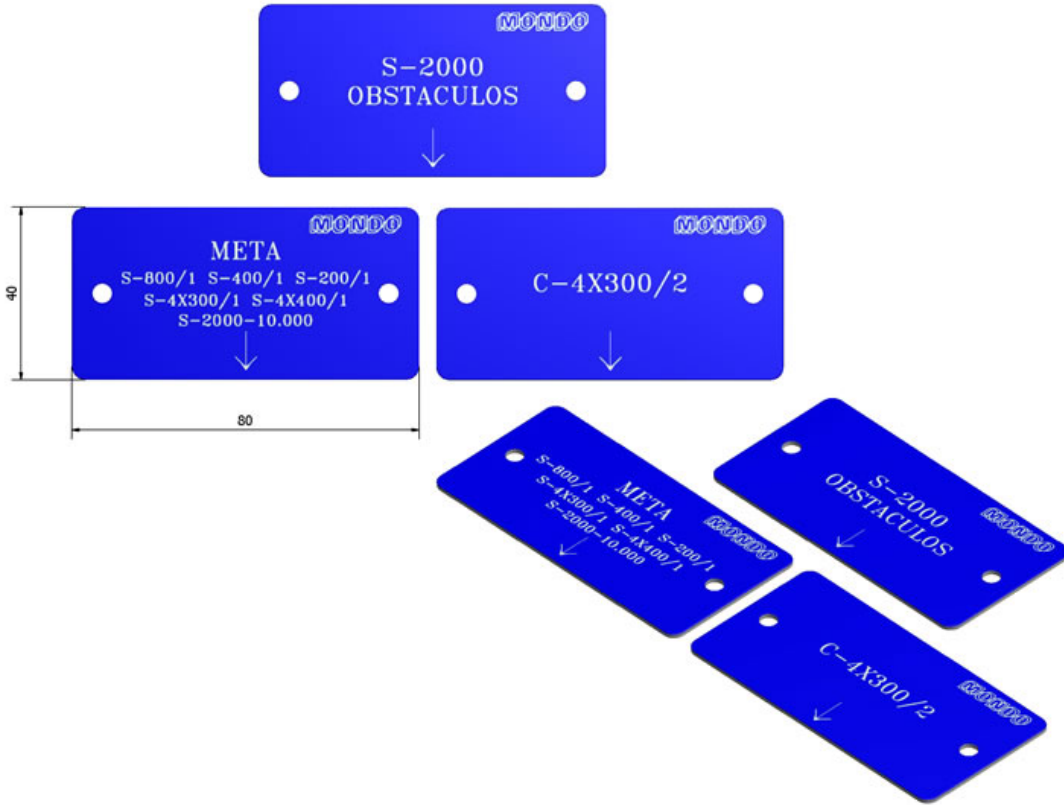 MONDO
S-2000
OBSTACULOS
MONDO
META
S-800/1 S-400/1 S-200/1
S-4X300/1 S-4X400/1
S-2000-10.000
MONDO
C-4X300/2
40
80
META
S-800/1 S-400/1 S-200/1
S-4X300/1 S-4X400/1
S-2000-10.000
MONDO
S-2000
OBSTACULOS
MONDO
C-4X300/2
MONDO